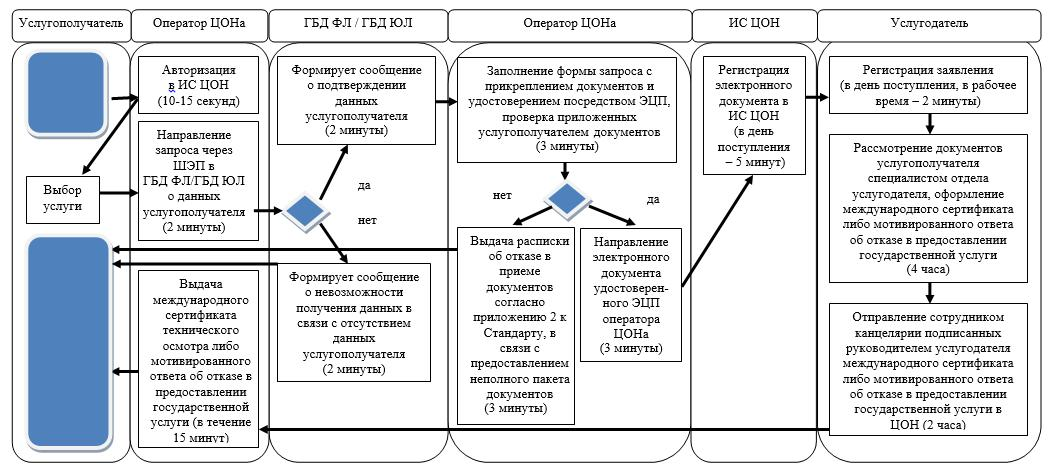 Услугополучатель
Оператор ЦОНа
ГБД ФЛ / ГБД ЮЛ
Оператор ЦОНа
ИС ЦОН
Услугодатель
Авторизация
в ИС ЦОН
(10-15 секунд)
Выбор
услуги
Направление
запроса через
ШЭП в
ГБД ФЛ/ГБД ЮЛ
о данных
услугополучателя
(2 минуты)
Выдача
международного
сертификата
технического
осмотра либо
мотивированного
ответа об отказе в
предоставлении
государственной
услуги (в течение
15 минут)
Формирует сообщение
о подтверждении
данных
услугополучателя
(2 минуты)
да
нет
Формирует сообщение
о невозможности
получения данных в
связи с отсутствием
данных
услугополучателя
(2 минуты)
Заполнение формы запроса с
прикреплением документов и
удостоверением посредством ЭЦП,
проверка приложенных
услугополучателем документов
(3 минуты)
нет
да
Выдача расписки
об отказе в
приеме
документов
согласно
приложению 2 к
Стандарту, в
связи с
предоставлением
неполного пакета
документов
(3 минуты)
Направление
электронного
документа
удостоверен-
ного ЭЦП
оператора
ЦОНа
(3 минуты)
Регистрация
электронного
документа в
ИС ЦОН
(в день
поступления
– 5 минут)
Регистрация заявления
(в день поступления, в рабочее
время – 2 минуты)
Рассмотрение документов
услугополучателя
специалистом отдела
услугодателя, оформление
международного сертификата
либо мотивированного ответа
об отказе в предоставлении
государственной услуги
(4 часа)
Отправление сотрудником
канцелярии подписанных
руководителем услугодателя
международного сертификата
либо мотивированного ответа
об отказе в предоставлении
государственной услуги в
ЦОН (2 часа)